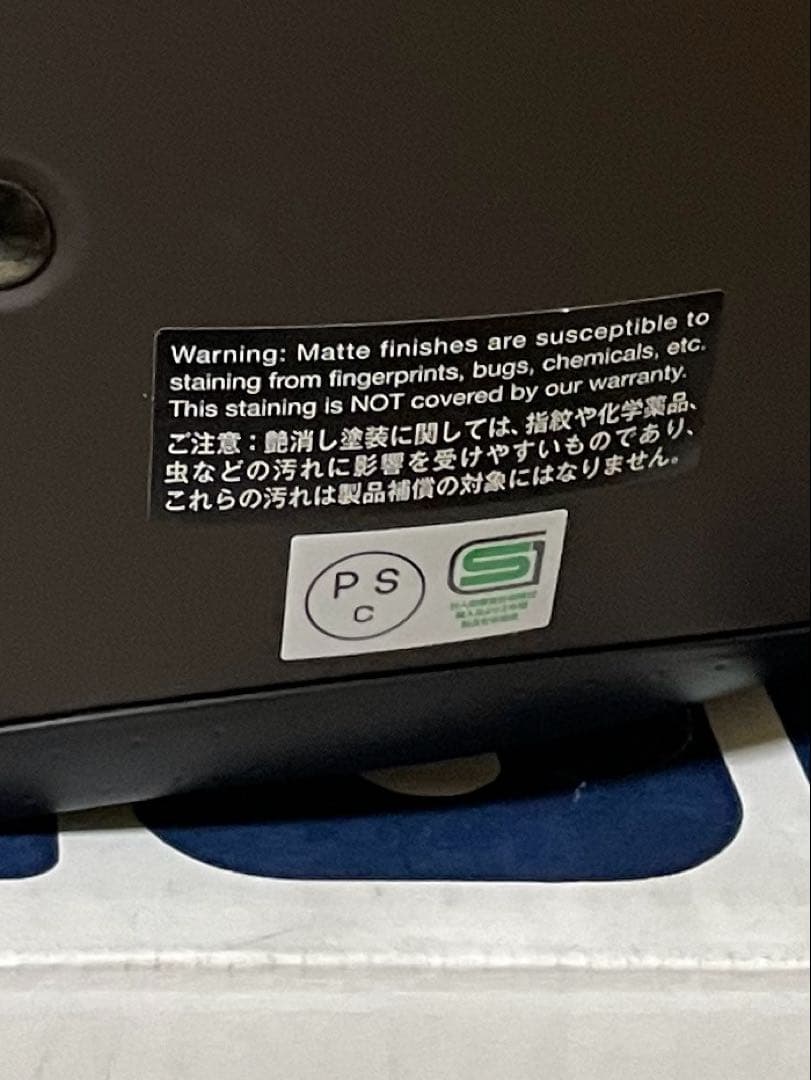 Warning: Matte finishes are susceptible to
staining from fingerprints, bugs, chemicals, etc.
This staining is NOT covered by our warranty.
ご注意：艶消し塗装に関しては、指紋や化学薬品、
虫などの汚れに影響を受けやすいものであり、
これらの汚れは製品補償の対象にはなりません。
P S
C
SG